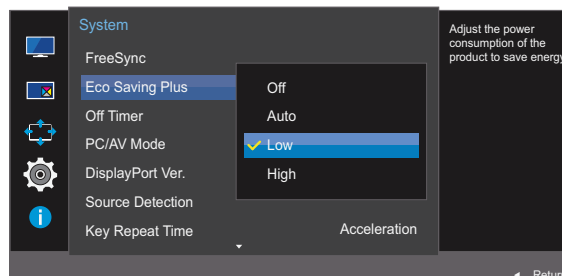 System
FreeSync
Eco Saving Plus
Off
Off Timer
Auto
PC/AV Mode
Low
DisplayPort Ver.
High
Source Detection
Key Repeat Time
Acceleration
Adjust the power
consumption of the
product to save energy
Return